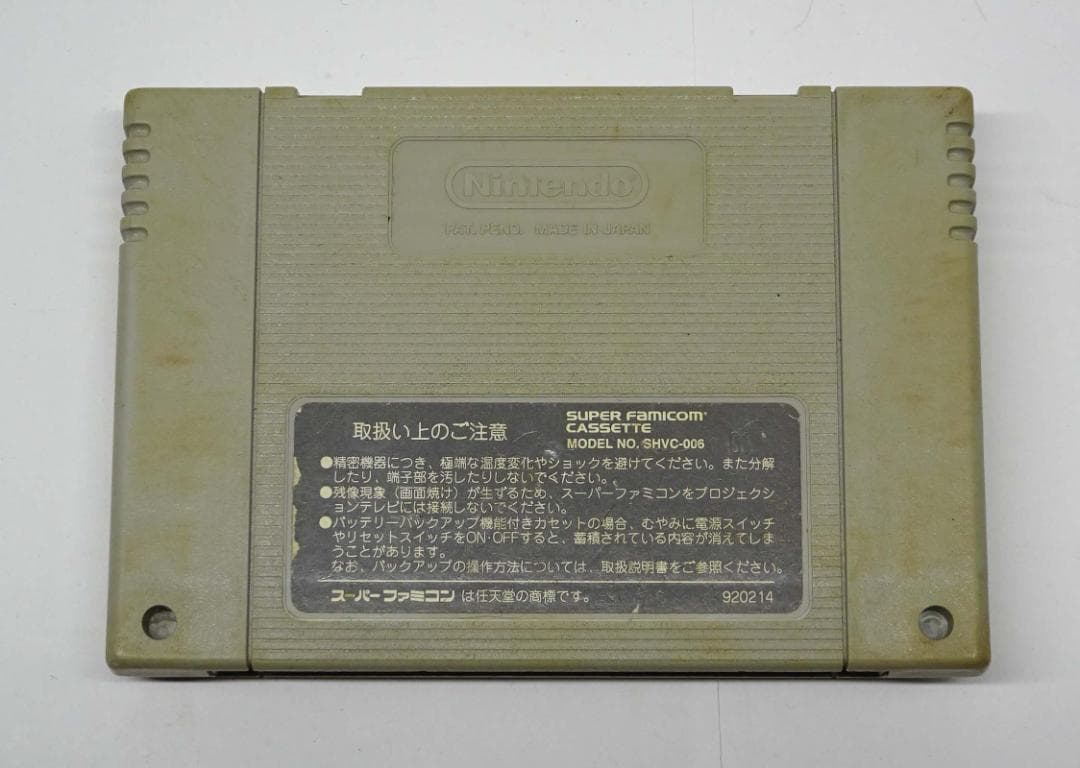 Nintendo
PAT. PEND. MADE IN JAPAN
取扱い上のご注意
SUPER Famicom
CASSETTE
MODEL NO. SHVC-006
●精密機器につき、極端な温度変化やショックを避けてください。また分解
したり、端子部を汚したりしないでください。
●残像現象（画面焼け）が生ずるため、スーパーファミコンをプロジェクシ
ョンテレビには接続しないでください。
●バッテリーバックアップ機能付きカセットの場合、むやみに電源スイッチ
やリセットスイッチをON·OFFすると、蓄積されている内容が消えてしま
うことがあります。
なお、バックアップの操作方法については、取扱説明書をご参照ください。
スーパーファミコンは任天堂の商標です。
920214